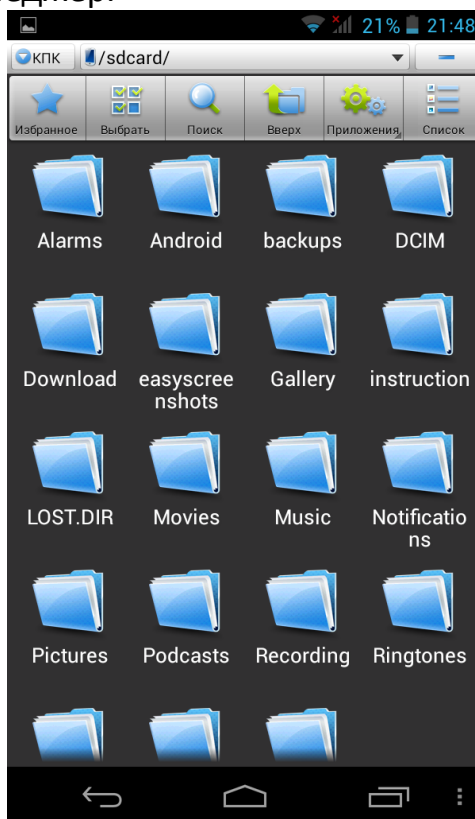 21% 21:48
КПК /sdcard/
Избранное Выбрать Поиск Вверх Приложения Список
Alarms Android backups DCIM
Download easyscree Gallery instruction
nshots
LOST.DIR Movies Music Notificatio
ns
Pictures Podcasts Recording Ringtones